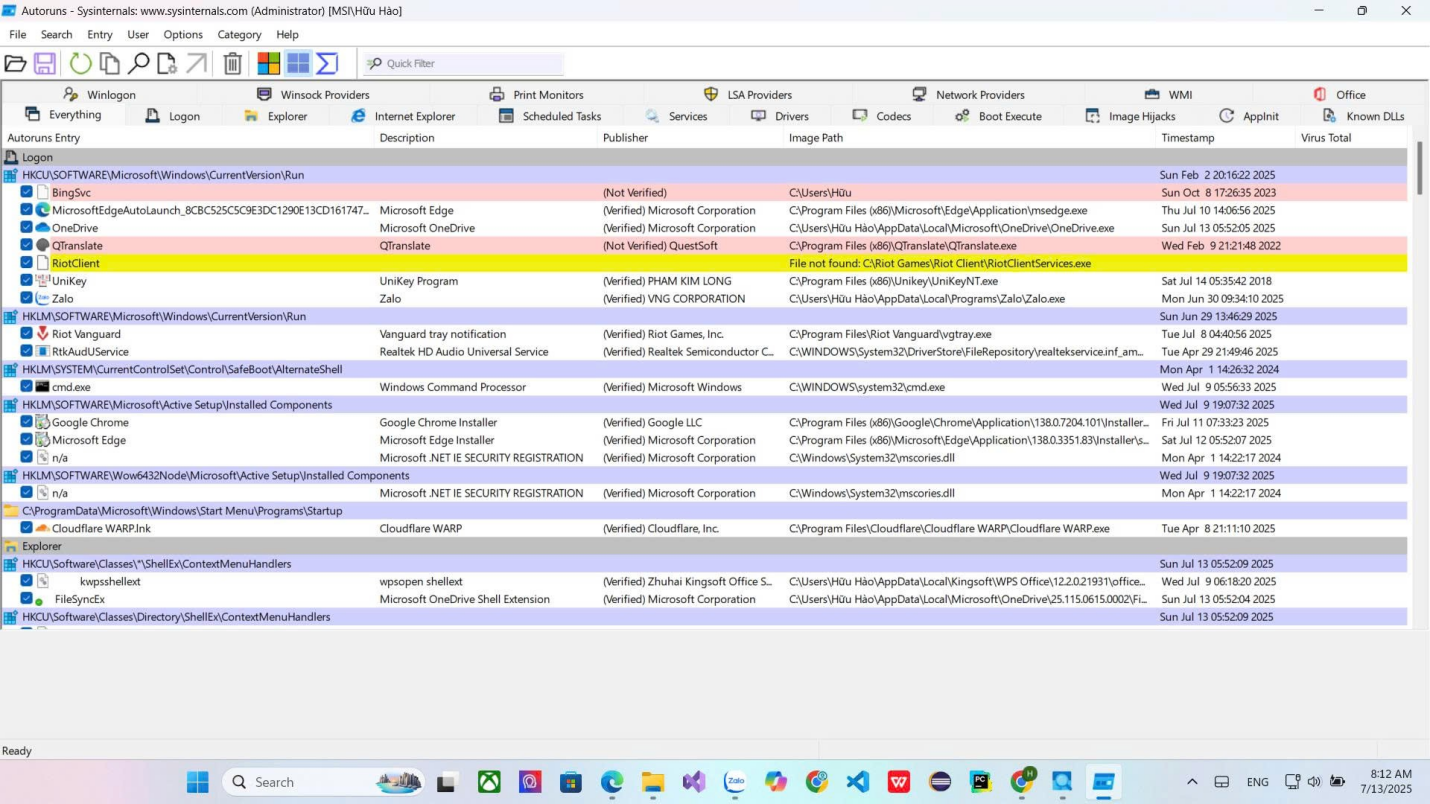 Autoruns - Sysinternals: www.sysinternals.com (Administrator) [MSI\Hữu Hào]
File Search Entry User Options Category Help
Quick Filter
Winlogon Winsock Providers Print Monitors LSA Providers Network Providers WMI Office
Everything Logon Explorer Internet Explorer Scheduled Tasks Services Drivers Codecs Boot Execute Image Hijacks AppInit Known DLLs
Autoruns Entry Description Publisher Image Path Timestamp Virus Total
Logon
HKCU\SOFTWARE\Microsoft\Windows\CurrentVersion\Run Sun Feb 2 20:16:22 2025
BingSvc (Not Verified) C:\Users\Hữu Sun Oct 8 17:26:35 2023
MicrosoftEdgeAutoLaunch_8CBC525C5C9E3DC1290E13CD161747... Microsoft Edge (Verified) Microsoft Corporation C:\Program Files (x86)\Microsoft\Edge\Application\msedge.exe Thu Jul 10 14:06:56 2025
OneDrive Microsoft OneDrive (Verified) Microsoft Corporation C:\Users\Hữu Hào\AppData\Local\Microsoft\OneDrive\OneDrive.exe Sun Jul 13 05:52:05 2025
QTranslate QTranslate (Not Verified) QuestSoft C:\Program Files (x86)\QTranslate\QTranslate.exe Wed Feb 9 21:21:48 2022
RiotClient File not found: C:\Riot Games\Riot Client\RiotClientServices.exe
UniKey UniKey Program (Verified) PHAM KIM LONG C:\Program Files (x86)\Unikey\UniKeyNT.exe Sat Jul 14 05:35:42 2018
Zalo Zalo (Verified) VNG CORPORATION C:\Users\Hữu Hào\AppData\Local\Programs\Zalo\Zalo.exe Mon Jun 30 09:34:10 2025
HKLM\SOFTWARE\Microsoft\Windows\CurrentVersion\Run Sun Jun 29 13:46:29 2025
Riot Vanguard Vanguard tray notification (Verified) Riot Games, Inc. C:\Program Files\Riot Vanguard\vgtray.exe Tue Jul 8 04:40:56 2025
RtkAudUService Realtek HD Audio Universal Service (Verified) Realtek Semiconductor C... C:\WINDOWS\System32\DriverStore\FileRepository\realtekservice.inf_am... Tue Apr 29 21:49:46 2025
HKLM\SYSTEM\CurrentControlSet\Control\SafeBoot\AlternateShell Mon Apr 1 14:26:32 2024
cmd.exe Windows Command Processor (Verified) Microsoft Windows C:\WINDOWS\system32\cmd.exe Wed Jul 9 05:56:33 2025
HKLM\SOFTWARE\Microsoft\Active Setup\Installed Components Wed Jul 9 19:07:32 2025
Google Chrome Google Chrome Installer (Verified) Google LLC C:\Program Files (x86)\Google\Chrome\Application\138.0.7204.101\Installer... Fri Jul 11 07:33:23 2025
Microsoft Edge Microsoft Edge Installer (Verified) Microsoft Corporation C:\Program Files (x86)\Microsoft\Edge\Application\138.0.3351.83\Installer\s... Sat Jul 12 05:52:07 2025
n/a Microsoft .NET IE SECURITY REGISTRATION (Verified) Microsoft Corporation C:\Windows\System32\mscories.dll Mon Apr 1 14:22:17 2024
HKLM\SOFTWARE\Wow6432Node\Microsoft\Active Setup\Installed Components Wed Jul 9 19:07:32 2025
n/a Microsoft .NET IE SECURITY REGISTRATION (Verified) Microsoft Corporation C:\Windows\System32\mscories.dll Mon Apr 1 14:22:17 2024
C:\ProgramData\Microsoft\Windows\Start Menu\Programs\Startup
Cloudflare WARP.lnk Cloudflare WARP (Verified) Cloudflare, Inc. C:\Program Files\Cloudflare\Cloudflare WARP\Cloudflare WARP.exe Tue Apr 8 21:11:10 2025
Explorer
HKCU\Software\Classes\*\ShellEx\ContextMenuHandlers Sun Jul 13 05:52:09 2025
kwpsshellext wpsopen shellext (Verified) Zhuhai Kingsoft Office S... C:\Users\Hữu Hào\AppData\Local\Kingsoft\WPS Office\12.2.0.21931\office... Wed Jul 9 06:18:20 2025
FileSyncEx Microsoft OneDrive Shell Extension (Verified) Microsoft Corporation C:\Users\Hữu Hào\AppData\Local\Microsoft\OneDrive\25.115.0615.0002\Fi... Sun Jul 13 05:52:04 2025
HKCU\Software\Classes\Directory\ShellEx\ContextMenuHandlers Sun Jul 13 05:52:09 2025
Ready
Search Zalo ENG 8:12 AM
7/13/2025